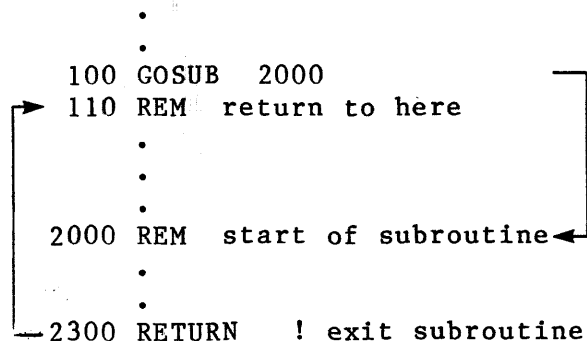 100 GOSUB 2000
110 REM return to here
2000 REM start of subroutine
2300 RETURN ! exit subroutine